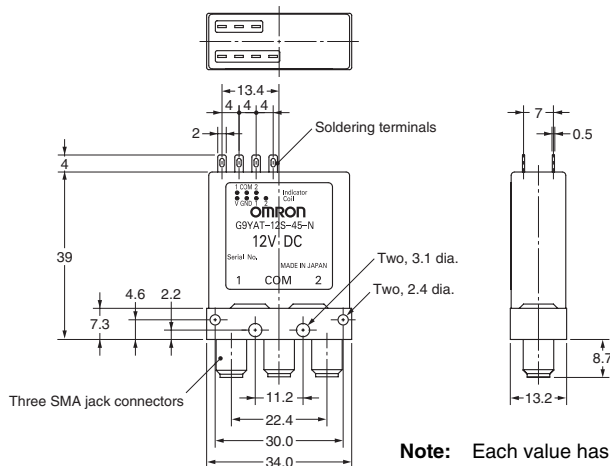 13.4
4 4 4
2
Soldering terminals
7
0.5
4
39
1 COM 2 Indicator
V GND 1 2 Coil
OMRON
G9YAT-12S-45-N
12V DC
Serial No.
MADE IN JAPAN
1 COM 2
Two, 3.1 dia.
Two, 2.4 dia.
4.6
2.2
7.3
8.7
Three SMA jack connectors
11.2
22.4
30.0
34.0
13.2
Note: Each value has